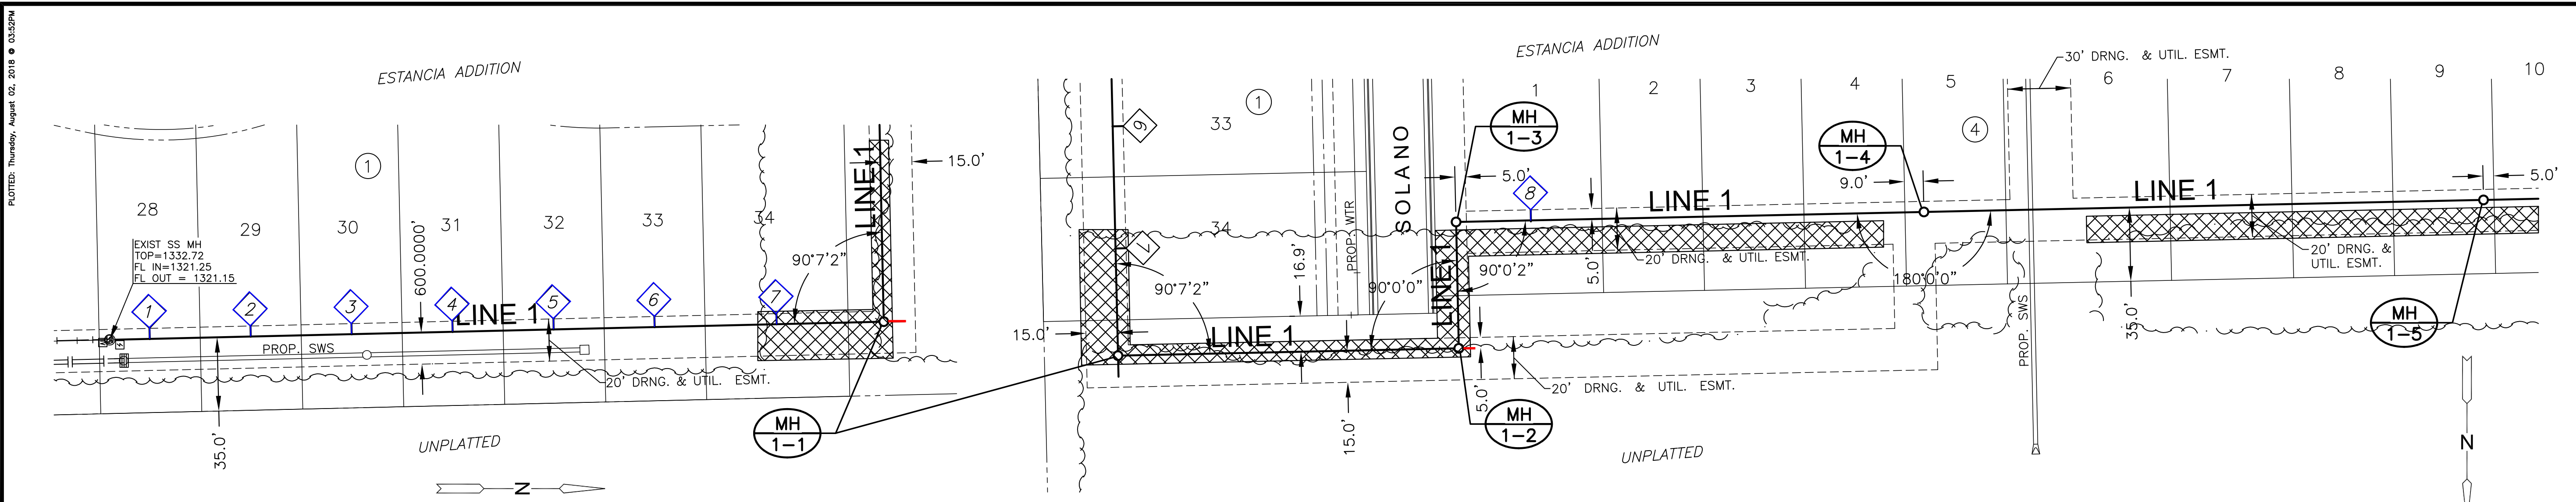 PLOTTED: Thursday, August 02, 2018 @ 03:52PM
ESTANCIA ADDITION
1
28
29
30
31
32
33
34
EXIST SS MH
TOP=1332.72
FL IN=1321.25
FL OUT = 1321.15
600.0000'
LINE 1
15.0'
90°7'2"
1
2
3
4
5
6
7
LINE 1
PROP. SWS
20' DRNG. & UTIL. ESMT.
35.0'
UNPLATTED
N
MH
1-1
ESTANCIA ADDITION
1
33
34
6
7
PROP. WTR
SOLANO
16.9'
90°7'2"
90°0'0"
15.0'
LINE 1
LINE 1
15.0'
MH
1-3
5.0'
8
90°0'2"
5.0'
5.0'
20' DRNG. & UTIL. ESMT.
20' DRNG. & UTIL. ESMT.
MH
1-2
UNPLATTED
1
2
3
4
5
4
LINE 1
MH
1-4
9.0'
180°0'0"
30' DRNG. & UTIL. ESMT.
6
7
8
9
10
LINE 1
5.0'
PROP. SWS
35.0'
20' DRNG. &
UTIL. ESMT.
MH
1-5
N